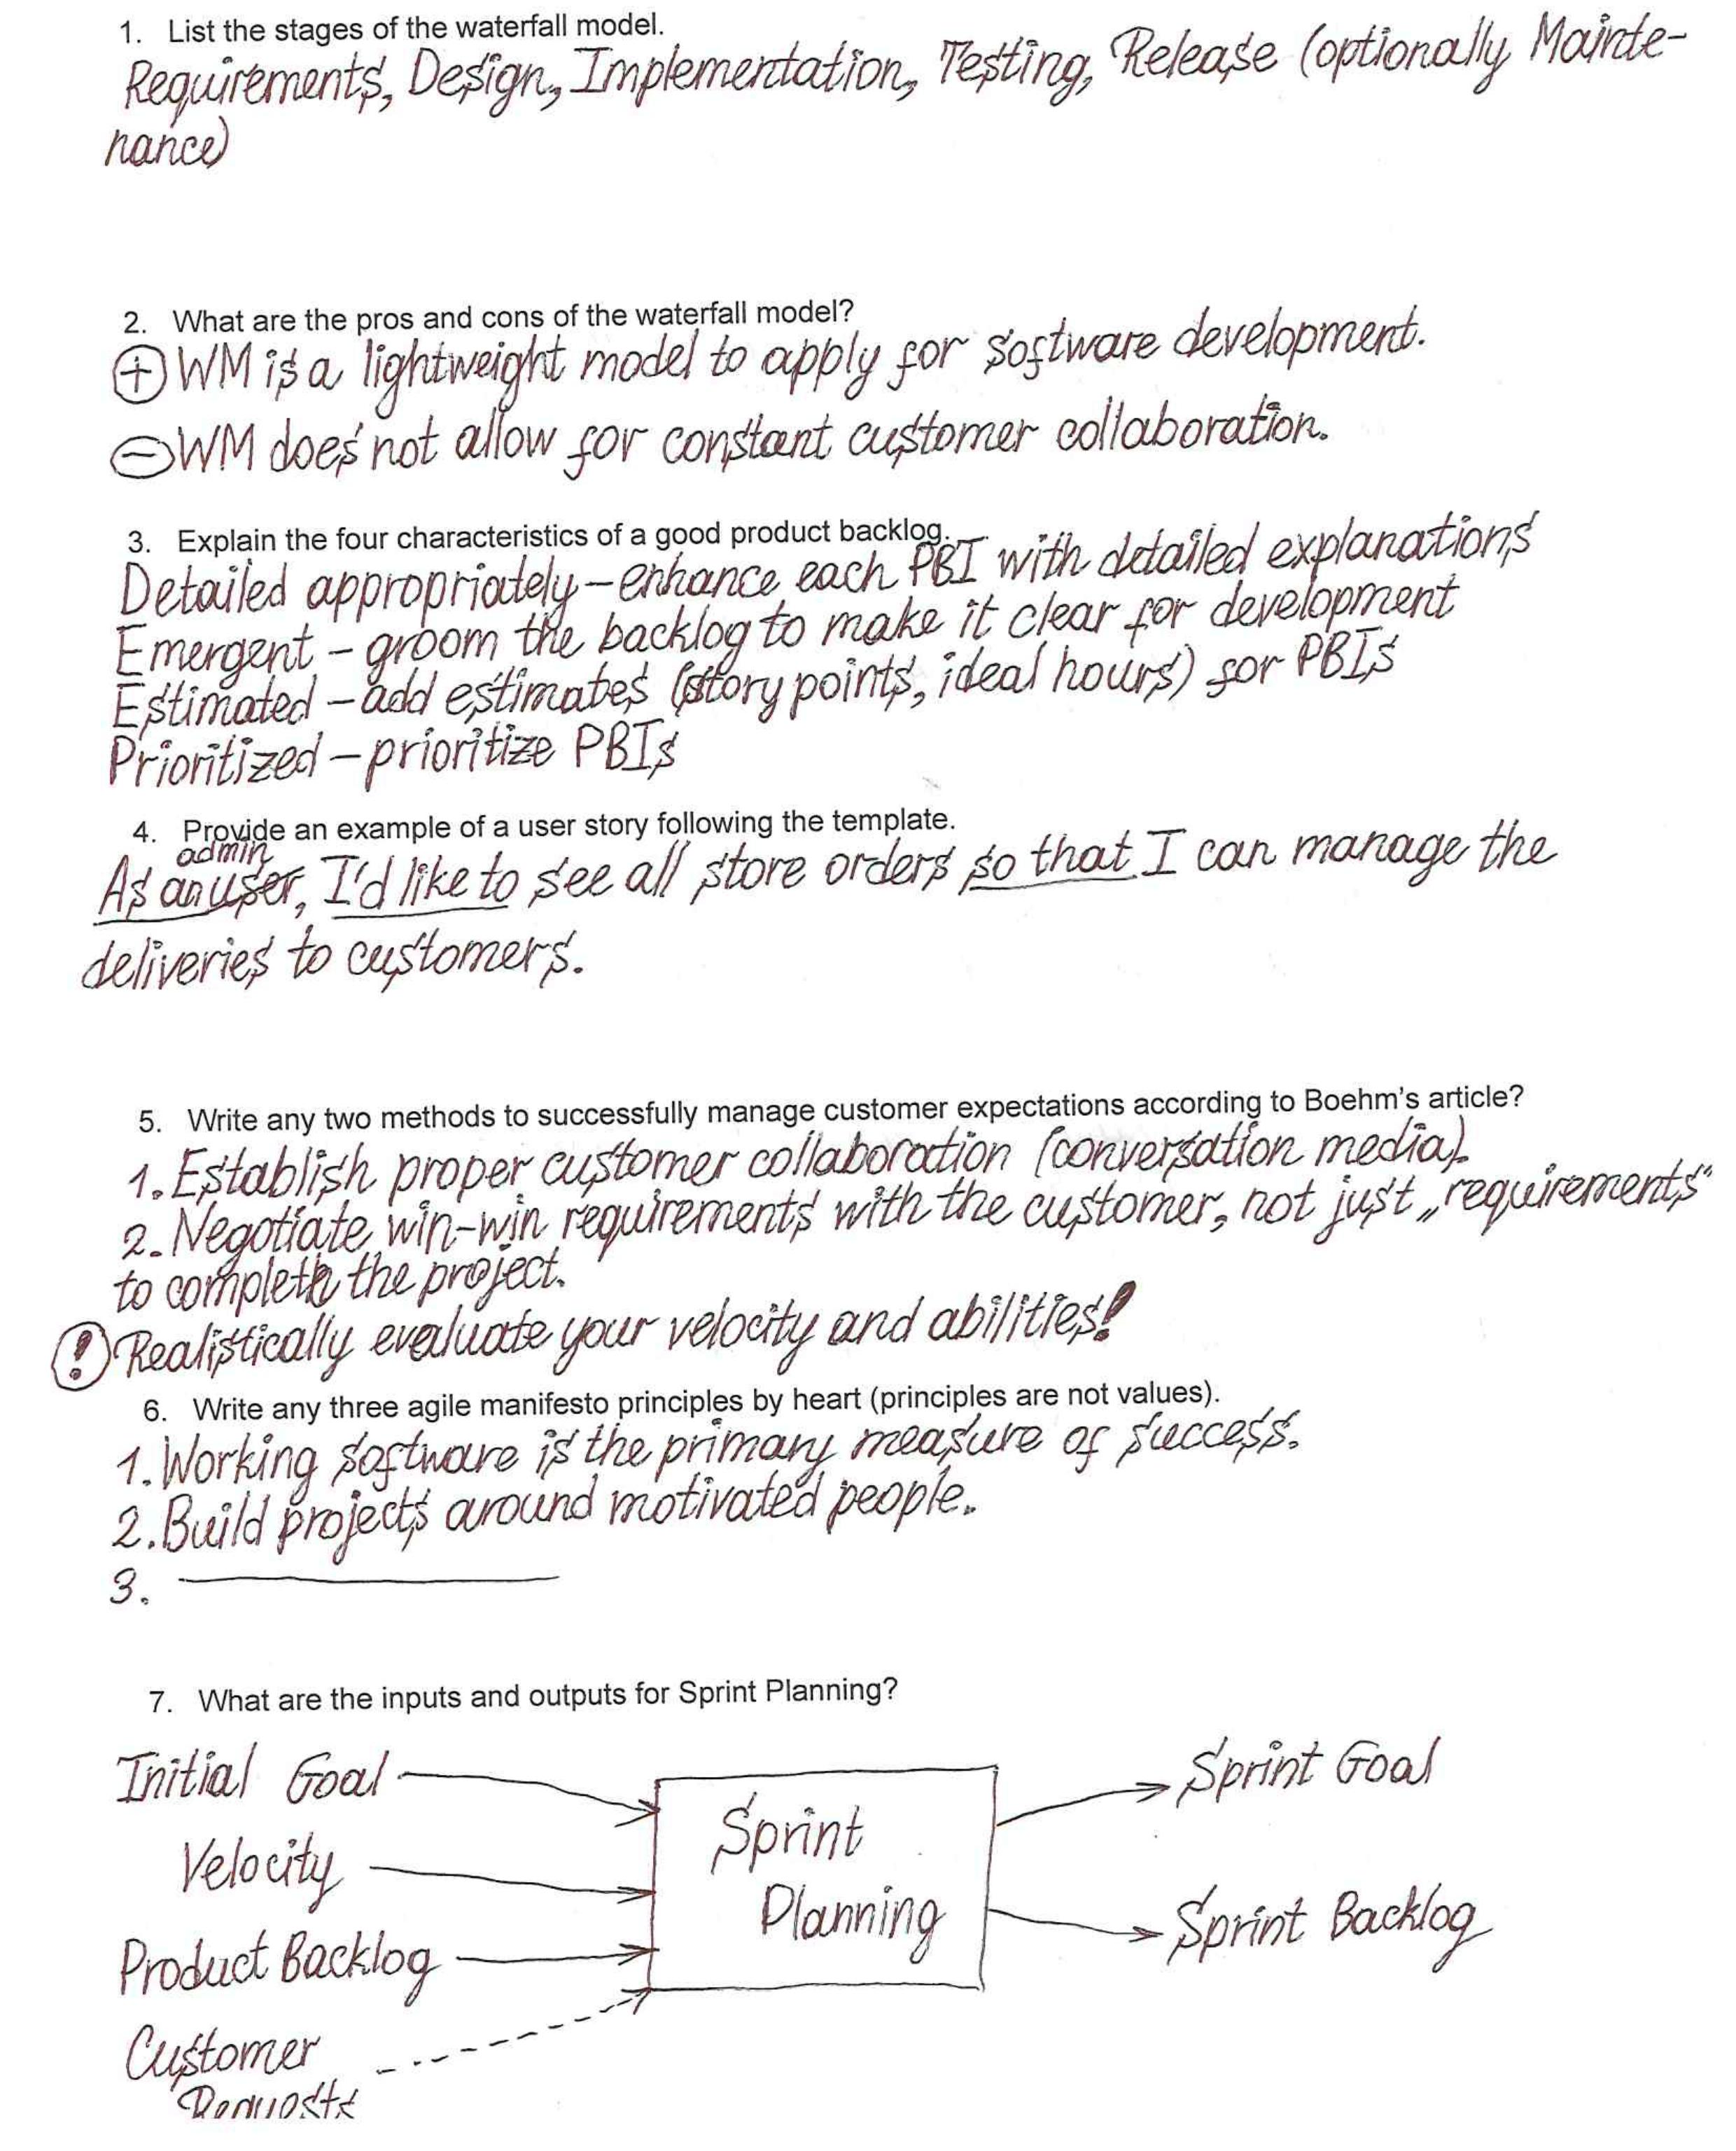 1. List the stages of the waterfall model.
Requirements, Design, Implementation, Testing, Release (optionally Mainte-
nance)
2. What are the pros and cons of the waterfall model?
⊕ WM is a lightweight model to apply for software development.
⊖ WM does not allow for constant customer collaboration.
3. Explain the four characteristics of a good product backlog.
Detailed appropriately – enhance each PBI with detailed explanations
Emergent – groom the backlog to make it clear for development
Estimated – add estimates (story points, ideal hours) for PBIs
Prioritized – prioritize PBIs
4. Provide an example of a user story following the template.
admin
As an user, I'd like to see all store orders so that I can manage the
deliveries to customers.
5. Write any two methods to successfully manage customer expectations according to Boehm's article?
1. Establish proper customer collaboration (conversation media).
2. Negotiate win-win requirements with the customer, not just „requirements"
to complete the project.
! Realistically evaluate your velocity and abilities!
6. Write any three agile manifesto principles by heart (principles are not values).
1. Working software is the primary measure of success.
2. Build projects around motivated people.
3.
7. What are the inputs and outputs for Sprint Planning?
Initial Goal
Velocity
Product Backlog
Customer
Requests
Sprint
Planning
Sprint Goal
Sprint Backlog